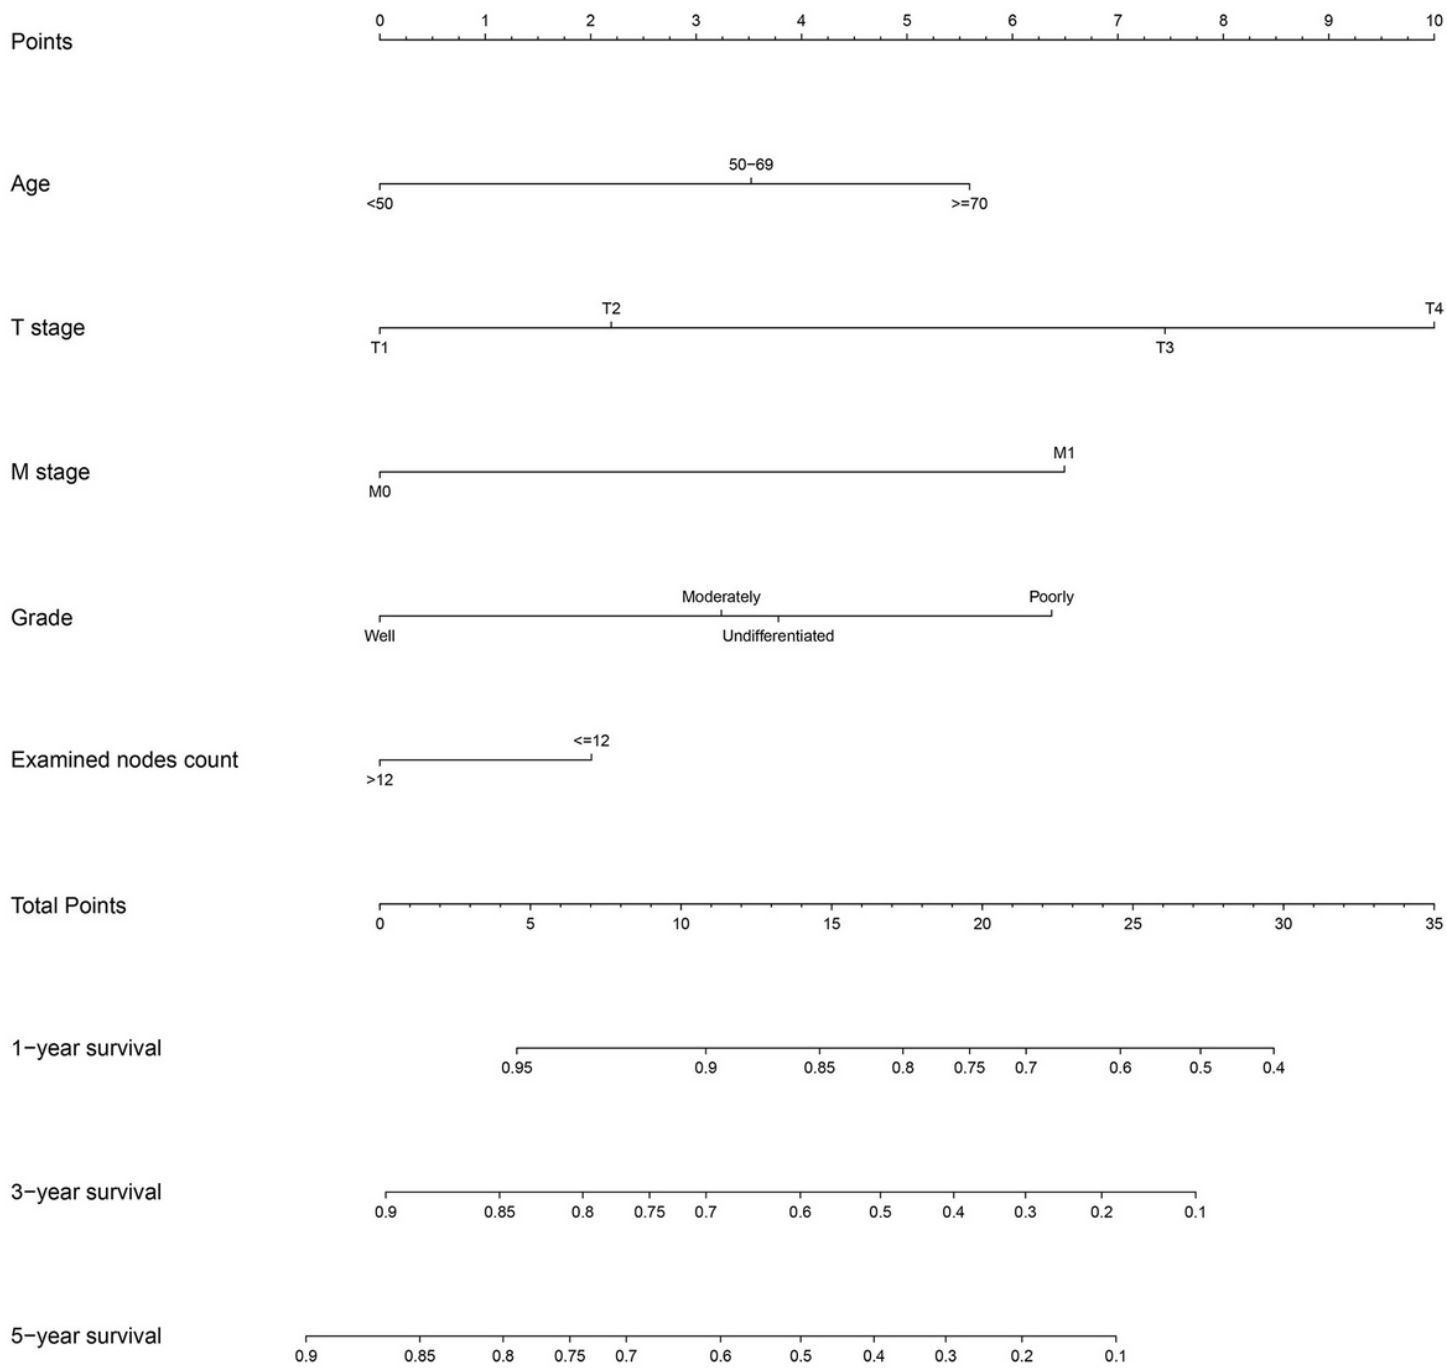 0 1 2 3 4 5 6 7 8 9 10
Points
50−69
Age
<50 >=70
T2 T4
T stage
T1 T3
M1
M stage
M0
Moderately Poorly
Grade
Well Undifferentiated
<=12
Examined nodes count
>12
Total Points
0 5 10 15 20 25 30 35
1−year survival
0.95 0.9 0.85 0.8 0.75 0.7 0.6 0.5 0.4
3−year survival
0.9 0.85 0.8 0.75 0.7 0.6 0.5 0.4 0.3 0.2 0.1
5−year survival
0.9 0.85 0.8 0.75 0.7 0.6 0.5 0.4 0.3 0.2 0.1